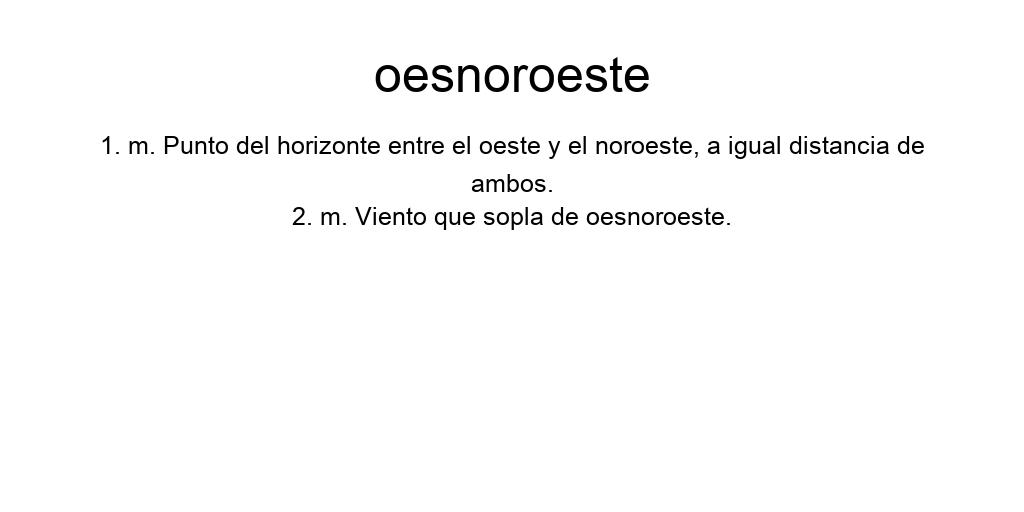 oesnoroeste
1. m. Punto del horizonte entre el oeste y el noroeste, a igual distancia de
ambos.
2. m. Viento que sopla de oesnoroeste.